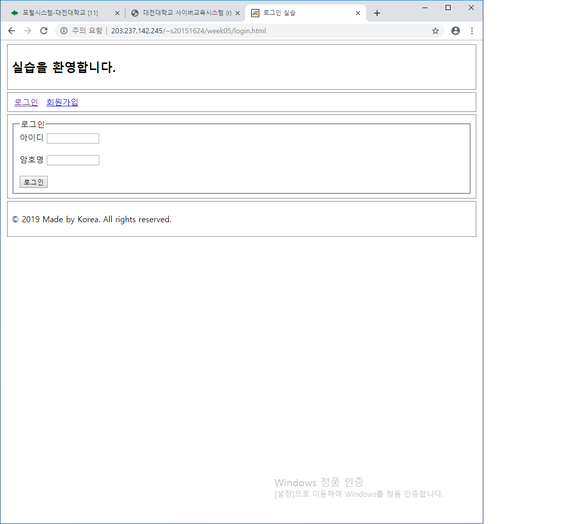 포털시스템-대전대학교 [11]
대전대학교 사이버교육시스템 (r)
로그인 실습
주의 요함 | 203.237.142.245/~s20151624/week05/login.html
실습을 환영합니다.
로그인 회원가입
로그인
아이디
암호명
로그인
© 2019 Made by Korea. All rights reserved.
Windows 정품 인증
[설정]으로 이동하여 Windows를 정품 인증합니다.